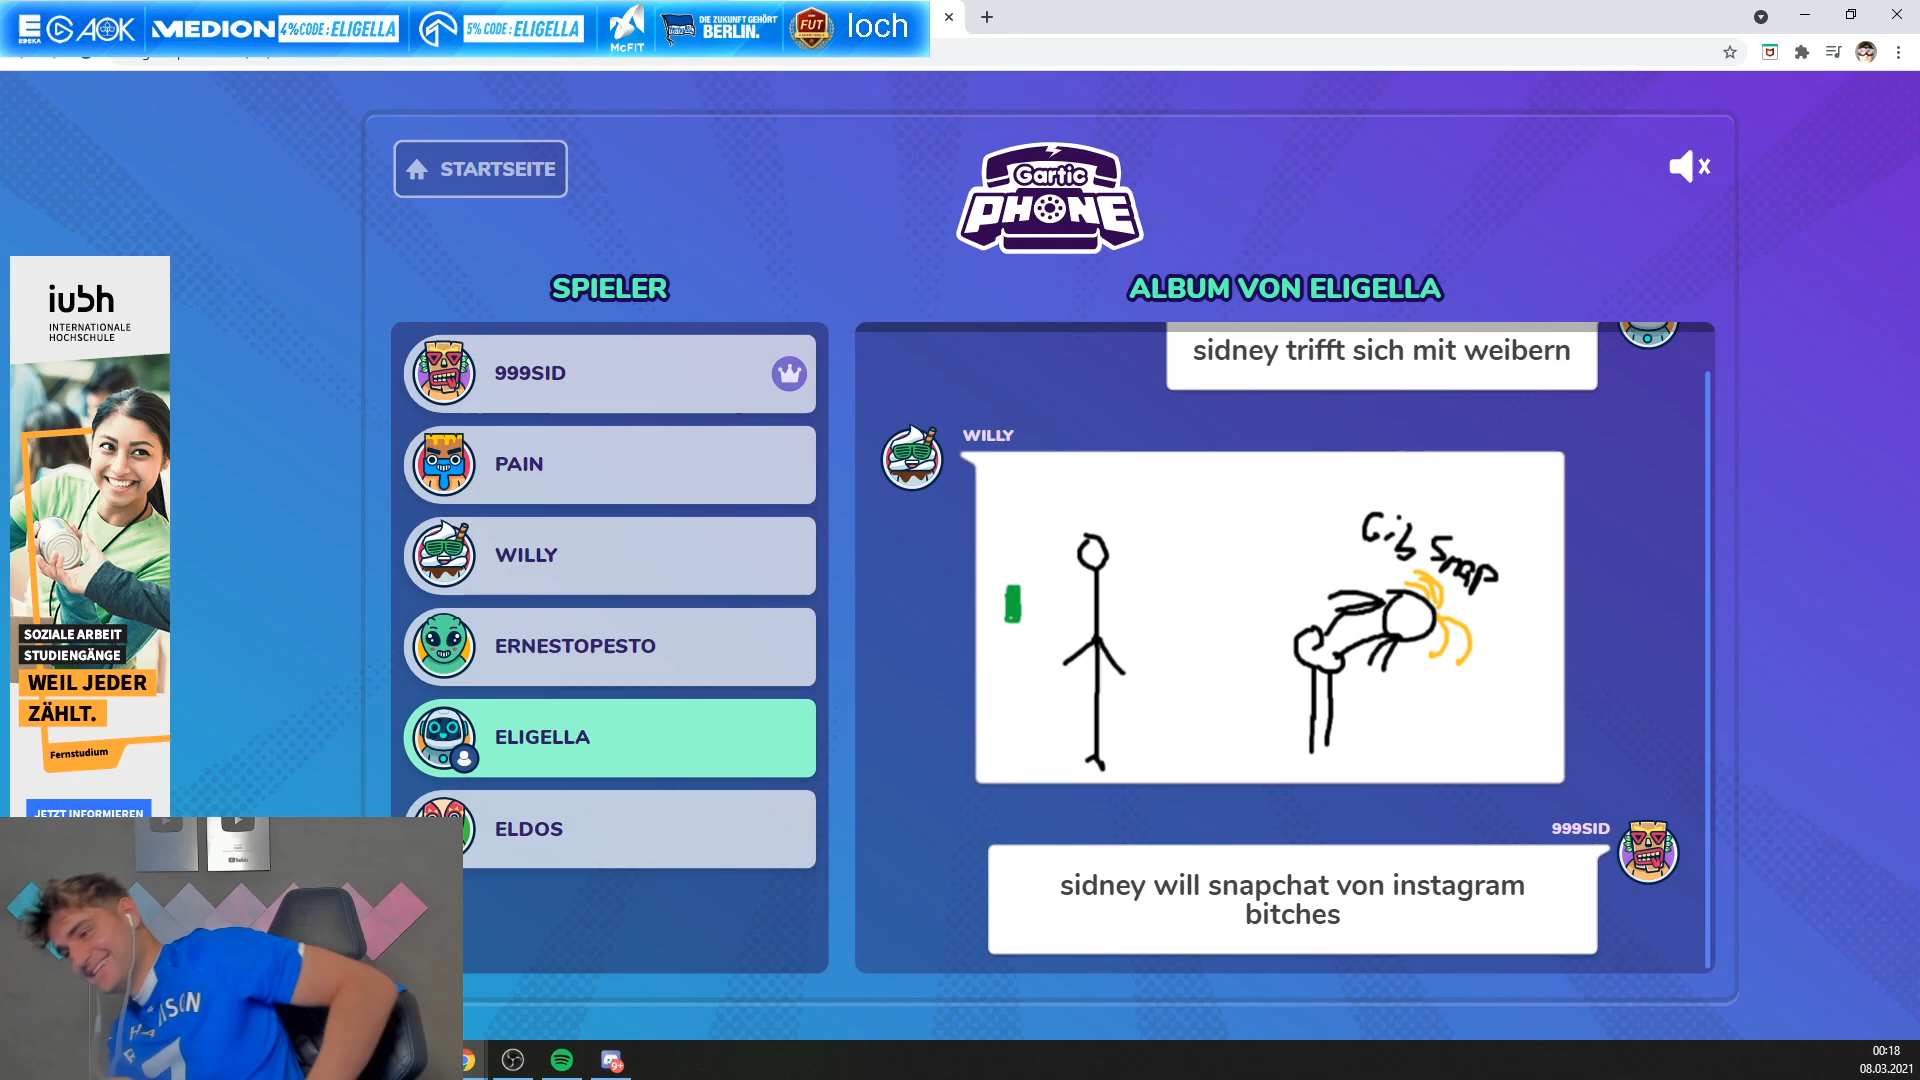 EDEKA
AOK
MEDION
4% CODE: ELIGELLA
5% CODE: ELIGELLA
McFIT
DIE ZUKUNFT GEHÖRT
BERLIN.
FUT
loch
STARTSEITE
Gartic
PHONE
SPIELER
ALBUM VON ELIGELLA
999SID
PAIN
WILLY
ERNESTOPESTO
ELIGELLA
ELDOS
sidney trifft sich mit weibern
WILLY
Gib Snap
999SID
sidney will snapchat von instagram
bitches
iubh
INTERNATIONALE
HOCHSCHULE
SOZIALE ARBEIT
STUDIENGÄNGE
WEIL JEDER
ZÄHLT.
Fernstudium
JETZT INFORMIEREN
9+
00:18
08.03.2021